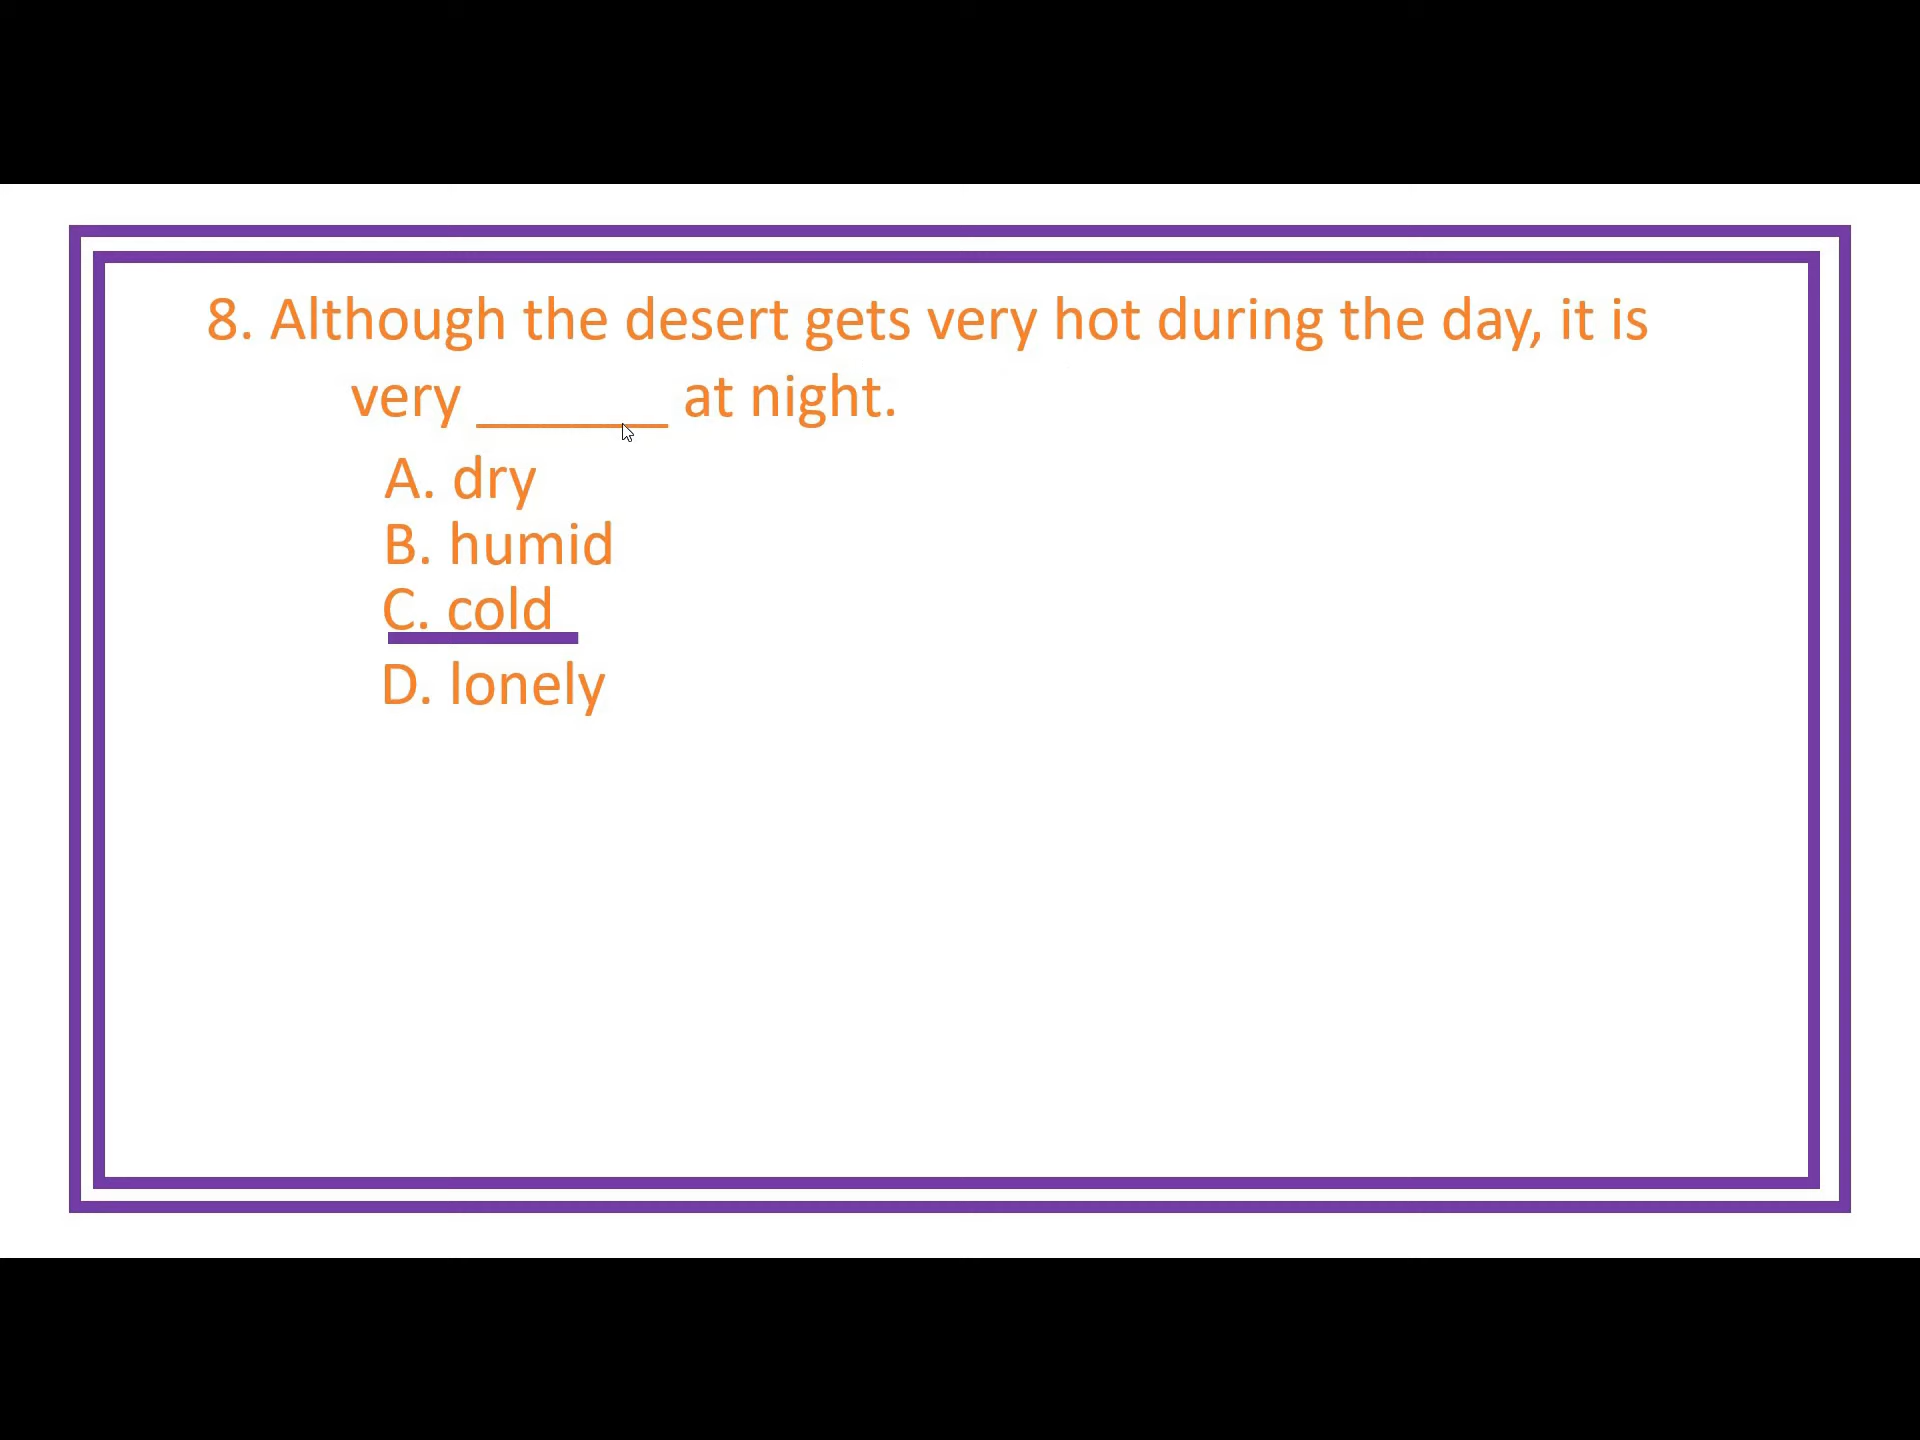 8. Although the desert gets very hot during the day, it is
very ______ at night.
A. dry
B. humid
C. cold
D. lonely